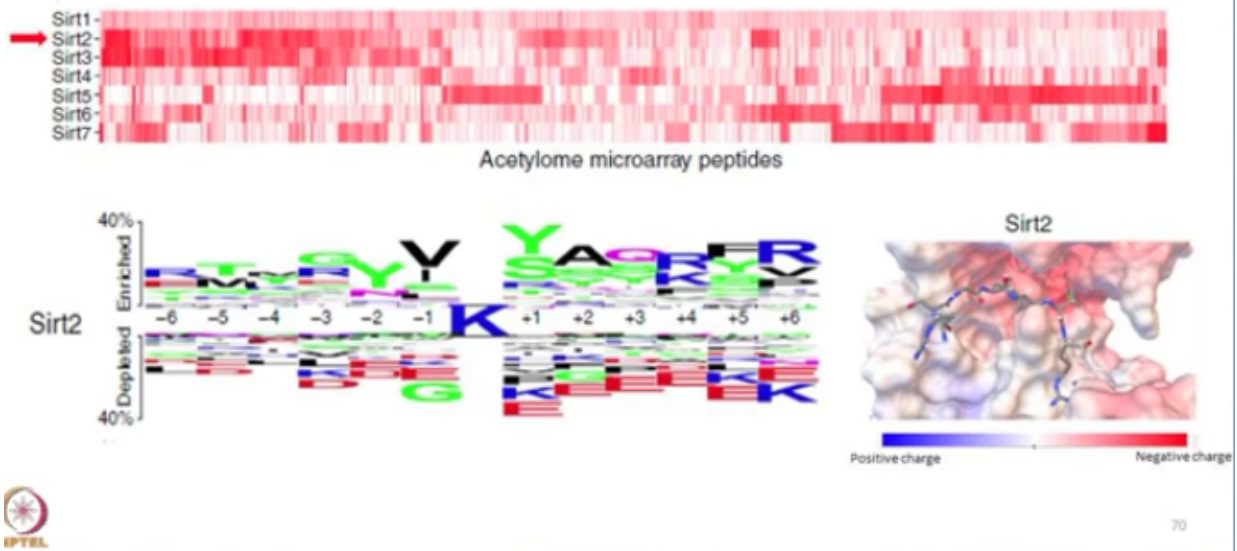 Sirt1
Sirt2
Sirt3
Sirt4
Sirt5
Sirt6
Sirt7
Acetylome microarray peptides
40%
Enriched
Sirt2
-6 -5 -4 -3 -2 -1 K +1 +2 +3 +4 +5 +6
Depleted
40%
Sirt2
Positive charge Negative charge
70